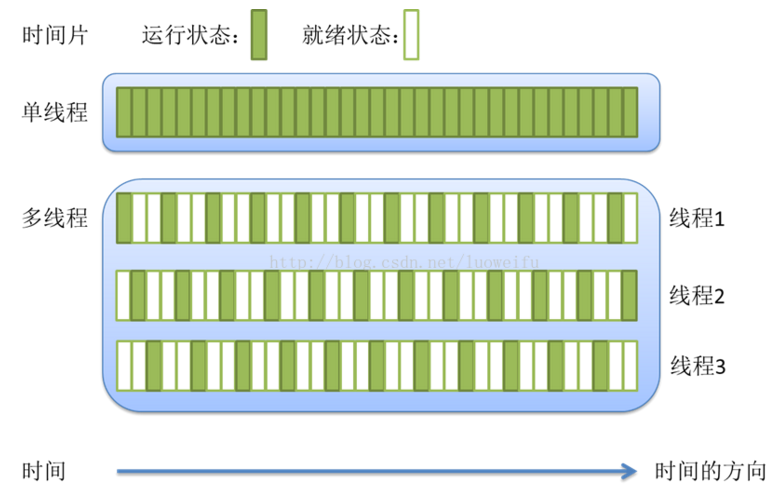 时间片 运行状态： 就绪状态：
单线程
多线程 线程1
http://blog.csdn.net/luoweifu
线程2
线程3
时间 时间的方向